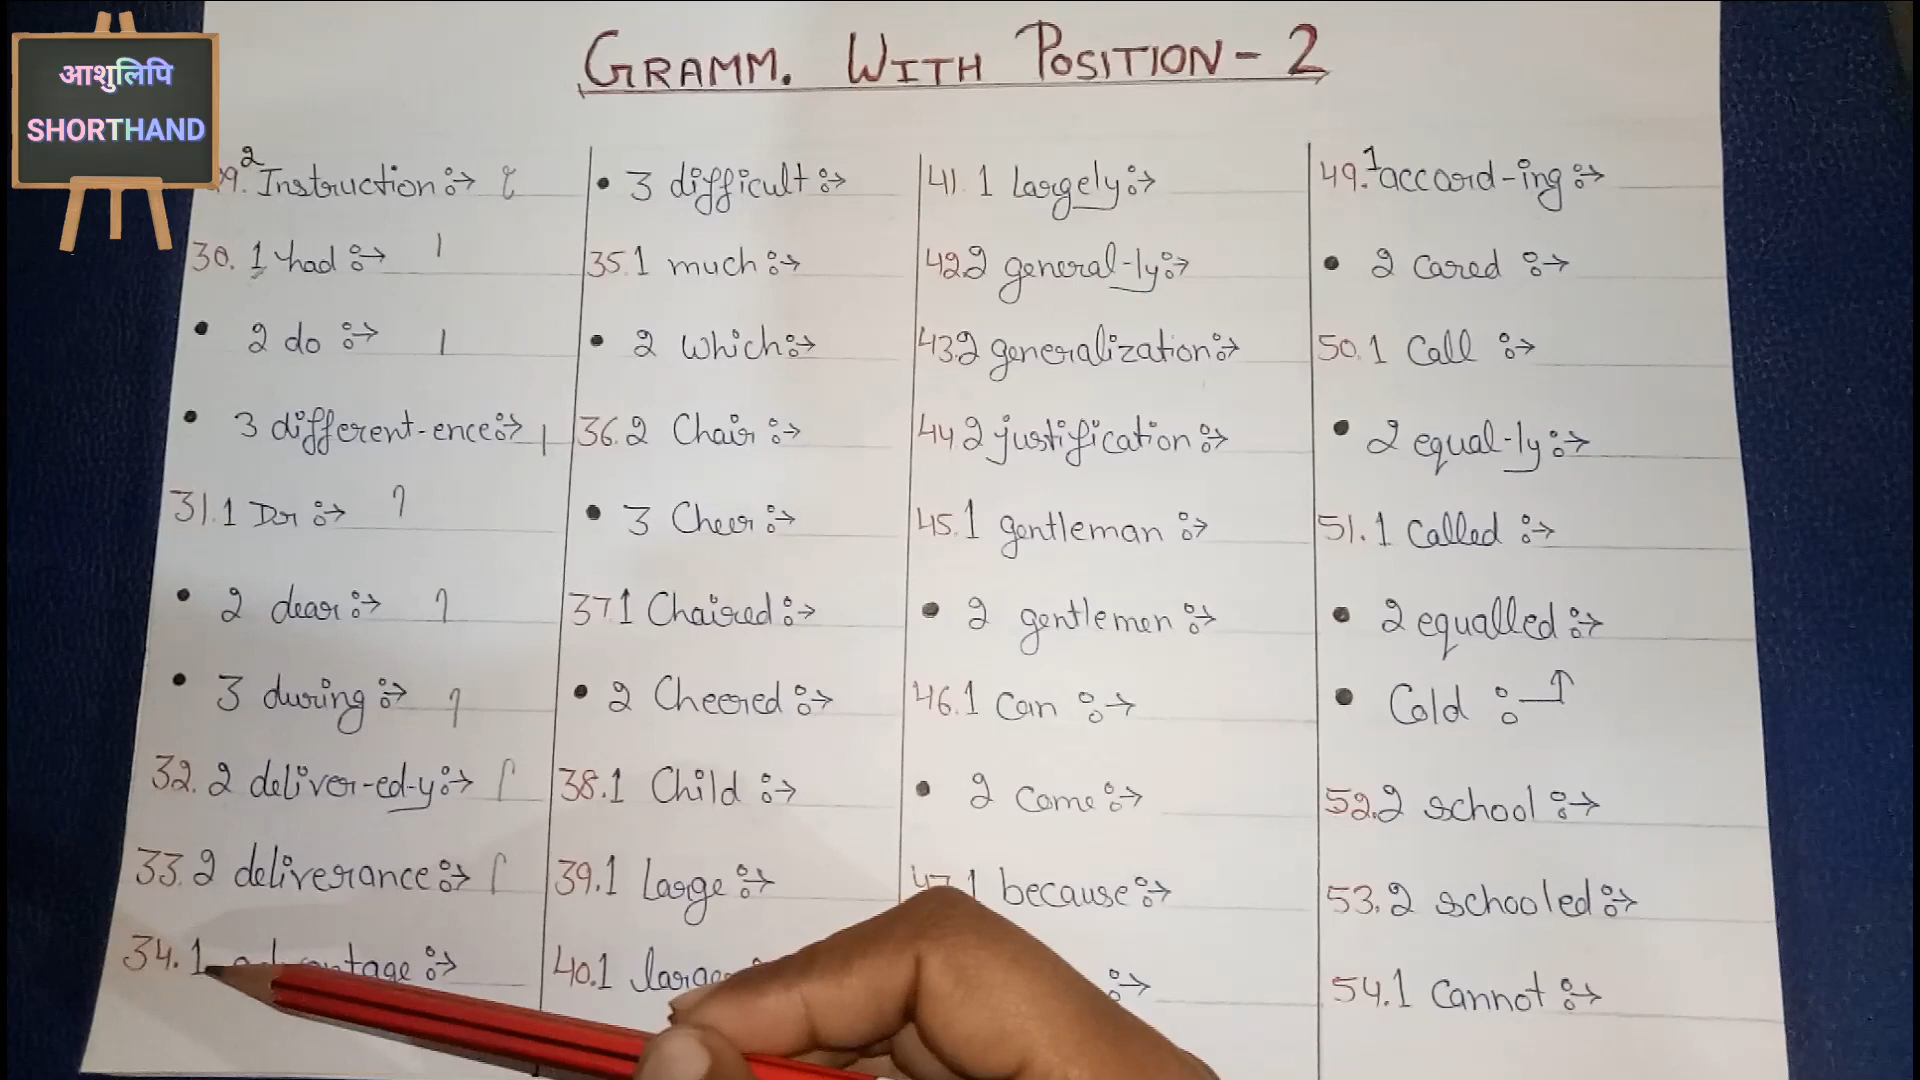 आशुलिपि
SHORTHAND
GRAMM. WITH POSITION - 2
29. 2 Instruction :→
30. 1 had :→
• 2 do :→
• 3 different-ence :→
31. 1 Dr :→
• 2 dear :→
• 3 during :→
32. 2 deliver-ed-y :→
33. 2 deliverance :→
34. 1 advantage :→
• 3 difficult :→
35. 1 much :→
• 2 which :→
36. 2 Chair :→
• 3 Cheer :→
37. 1 Chaired :→
• 2 Cheered :→
38. 1 Child :→
39. 1 Large :→
40. 1
41. 1 largely :→
42. 2 general-ly :→
43. 2 generalization :→
44. 2 justification :→
45. 1 gentleman :→
• 2 gentlemen :→
46. 1 Can :→
• 2 come :→
47. 1 because :→
:→
49. 1 accord-ing :→
• 2 cared :→
50. 1 Call :→
• 2 equal-ly :→
51. 1 Called :→
• 2 equalled :→
• Cold :→
52. 2 school :→
53. 2 schooled :→
54. 1 Cannot :→